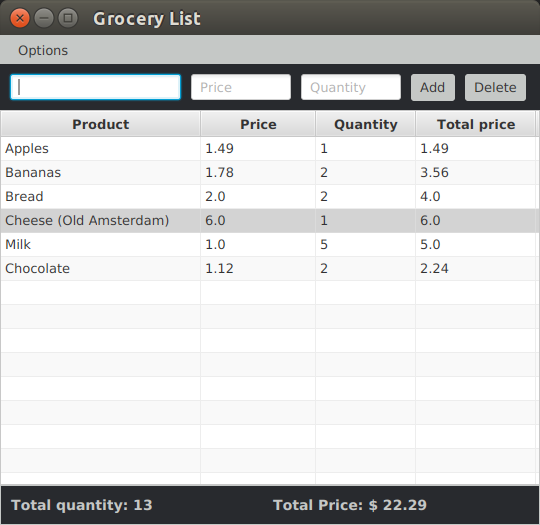 Grocery List
Options
Price Quantity Add Delete
Product Price Quantity Total price
Apples 1.49 1 1.49
Bananas 1.78 2 3.56
Bread 2.0 2 4.0
Cheese (Old Amsterdam) 6.0 1 6.0
Milk 1.0 5 5.0
Chocolate 1.12 2 2.24
Total quantity: 13 Total Price: $ 22.29